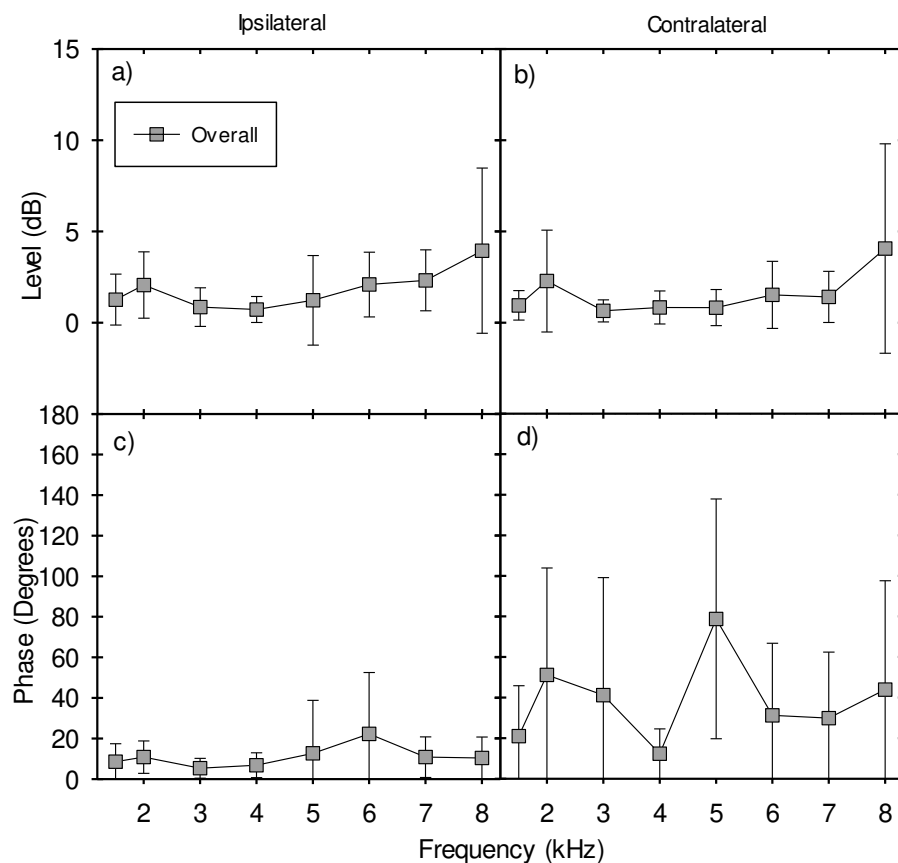 Ipsilateral
Contralateral
15
10
5
0
Level (dB)
a)
Overall
b)
180
160
140
120
100
80
60
40
20
0
Phase (Degrees)
c)
d)
2 3 4 5 6 7 8
2 3 4 5 6 7 8
Frequency (kHz)